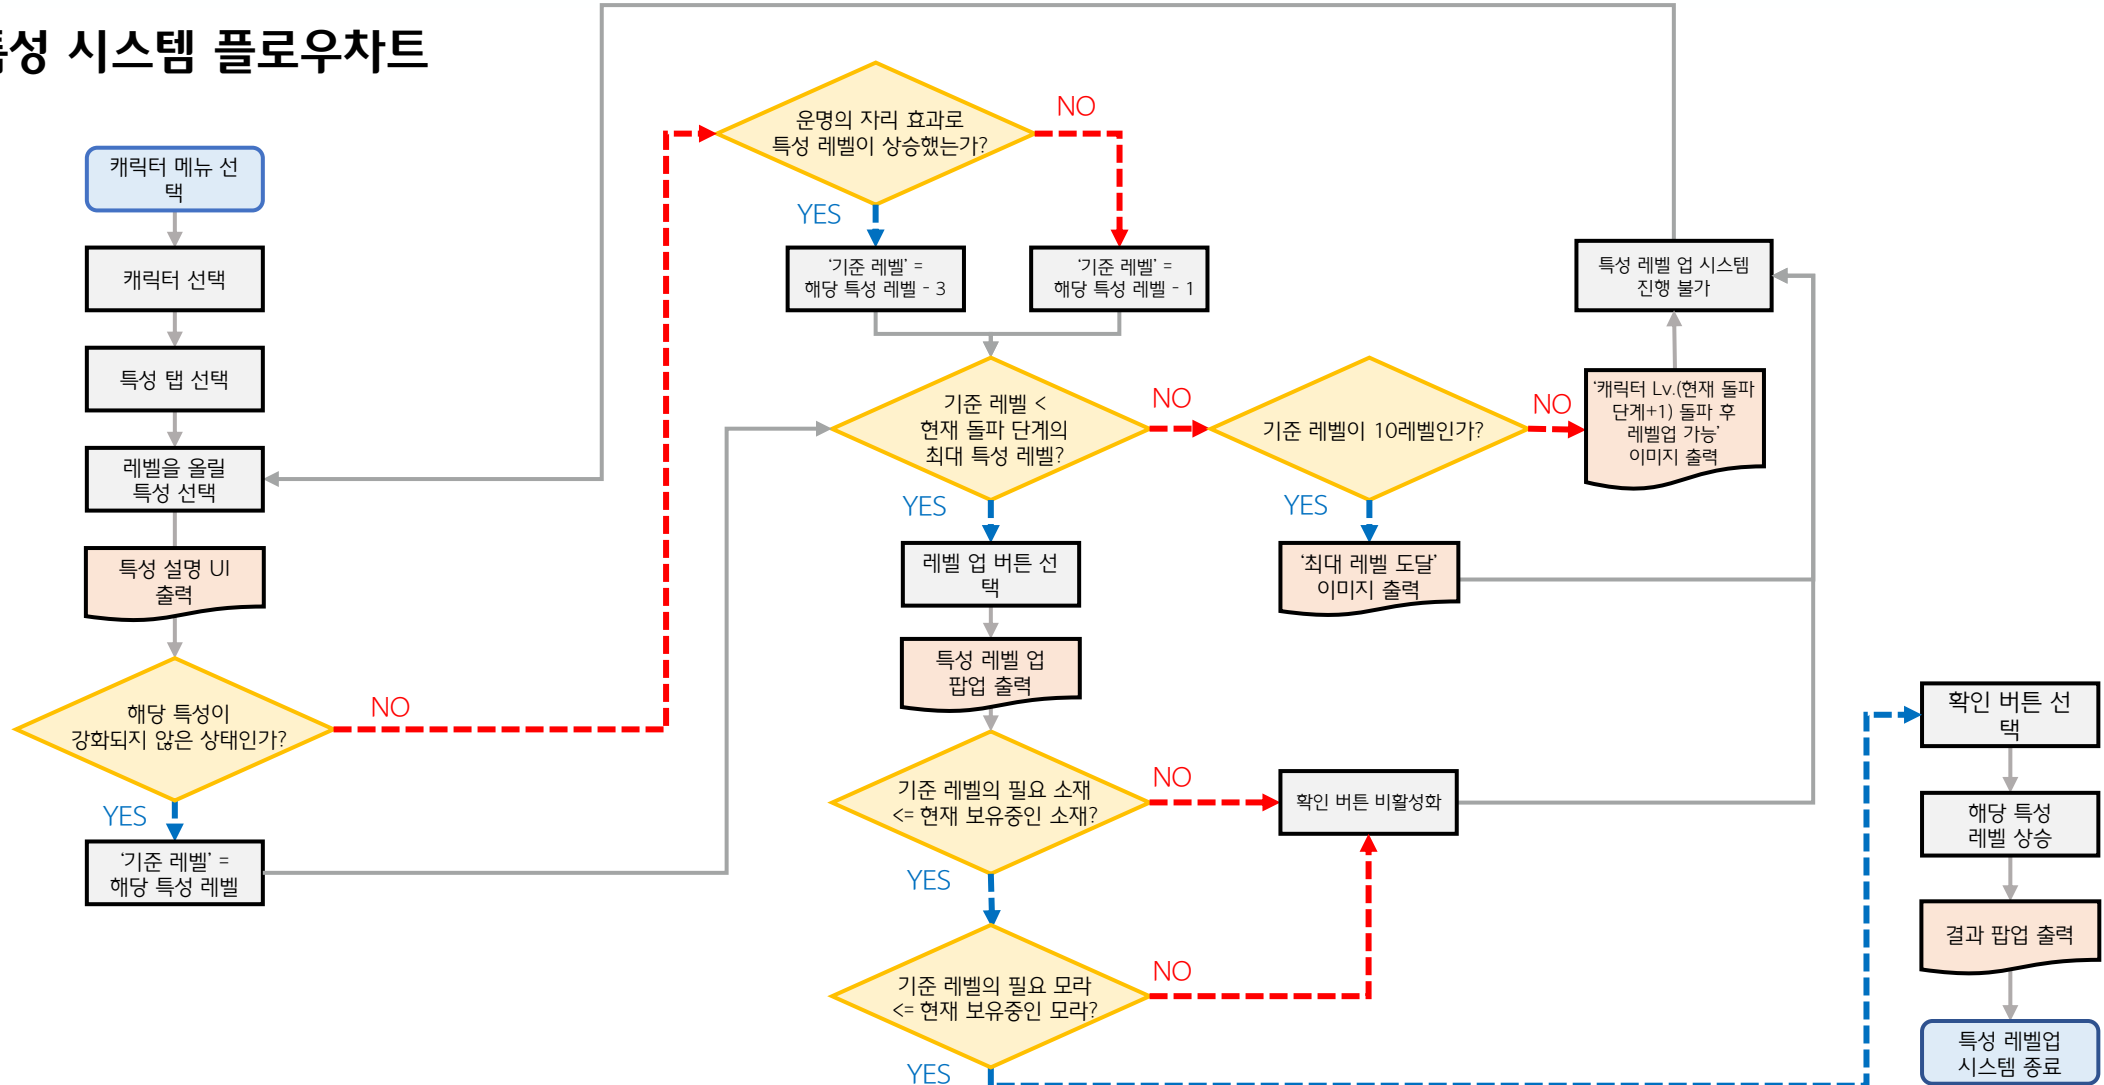 특성 시스템 플로우차트
캐릭터 메뉴 선
택
캐릭터 선택
특성 탭 선택
레벨을 올릴
특성 선택
특성 설명 UI
출력
해당 특성이
강화되지 않은 상태인가?
NO
YES
‘기준 레벨’ =
해당 특성 레벨
운명의 자리 효과로
특성 레벨이 상승했는가?
NO
YES
‘기준 레벨’ =
해당 특성 레벨 - 3
‘기준 레벨’ =
해당 특성 레벨 - 1
기준 레벨 <
현재 돌파 단계의
최대 특성 레벨?
NO
YES
기준 레벨이 10레벨인가?
NO
YES
‘캐릭터 Lv.(현재 돌파
단계+1) 돌파 후
레벨업 가능’
이미지 출력
특성 레벨 업 시스템
진행 불가
‘최대 레벨 도달’
이미지 출력
레벨 업 버튼 선
택
특성 레벨 업
팝업 출력
기준 레벨의 필요 소재
<= 현재 보유중인 소재?
NO
YES
확인 버튼 비활성화
기준 레벨의 필요 모라
<= 현재 보유중인 모라?
NO
YES
확인 버튼 선
택
해당 특성
레벨 상승
결과 팝업 출력
특성 레벨업
시스템 종료